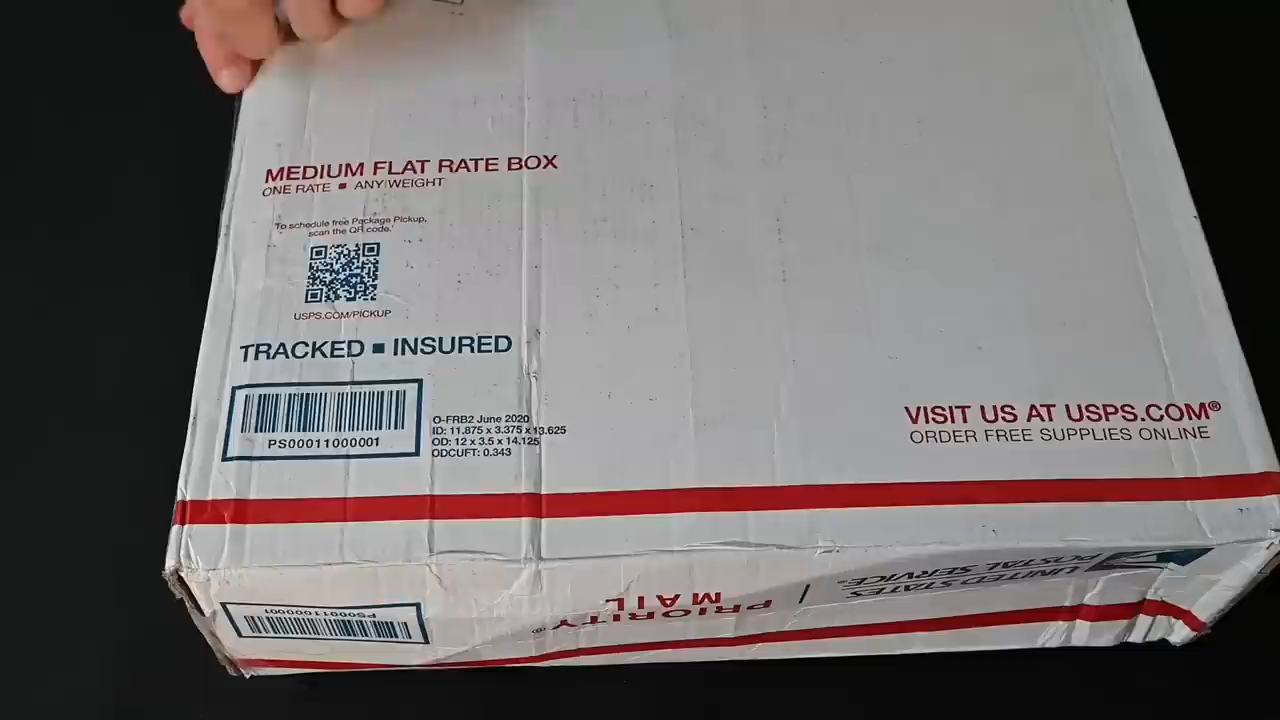 MEDIUM FLAT RATE BOX
ONE RATE ■ ANY WEIGHT
To schedule free Package Pickup,
scan the QR code.
USPS.COM/PICKUP
TRACKED ■ INSURED
PS00011000001
O-FRB2 June 2020
ID: 11.875 x 3.375 x 13.625
OD: 12 x 3.5 x 14.125
ODCUFT: 0.343
VISIT US AT USPS.COM®
ORDER FREE SUPPLIES ONLINE
UNITED STATES
POSTAL SERVICE®
PRIORITY®
MAIL
PS00011000001